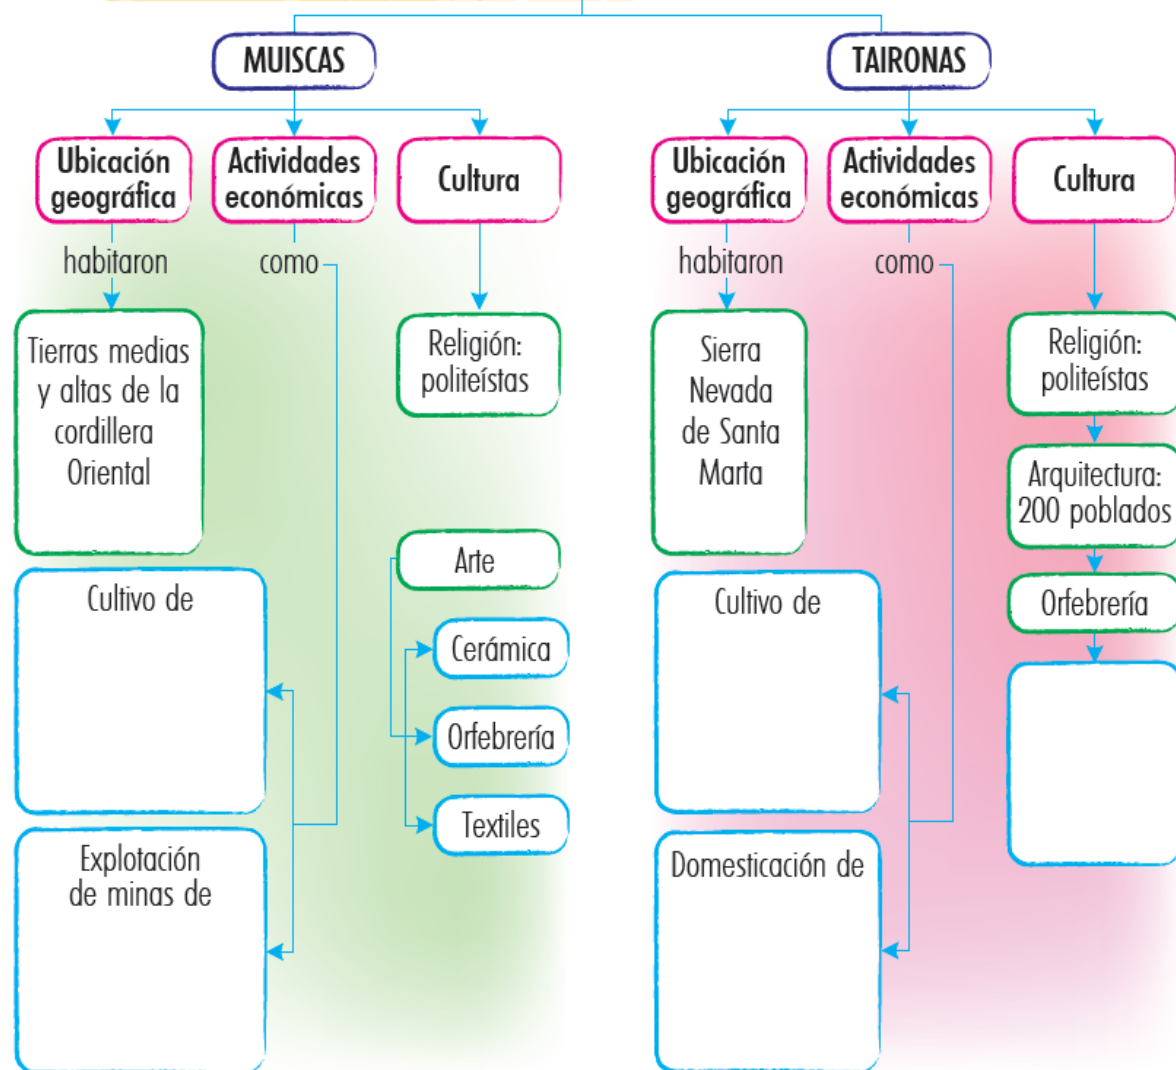 MUISCAS
Ubicación
geográfica
Actividades
económicas
Cultura
habitaron
como
Tierras medias
y altas de la
cordillera
Oriental
Religión:
politeístas
Arte
Cerámica
Orfebrería
Textiles
Cultivo de
Explotación
de minas de
TAIRONAS
Ubicación
geográfica
Actividades
económicas
Cultura
habitaron
como
Sierra
Nevada
de Santa
Marta
Religión:
politeístas
Arquitectura:
200 poblados
Orfebrería
Cultivo de
Domesticación de